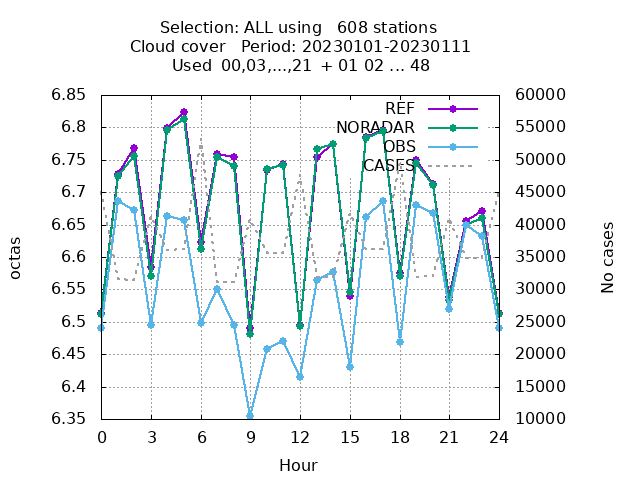 Selection: ALL using   608 stations
Cloud cover   Period: 20230101-20230111
Used  00,03,...,21  + 01 02 ... 48
6.85
6.8
6.75
6.7
6.65
6.6
6.55
6.5
6.45
6.4
6.35
60000
55000
50000
45000
40000
35000
30000
25000
20000
15000
10000
REF
NORADAR
OBS
CASES
octas
No cases
0 3 6 9 12 15 18 21 24
Hour